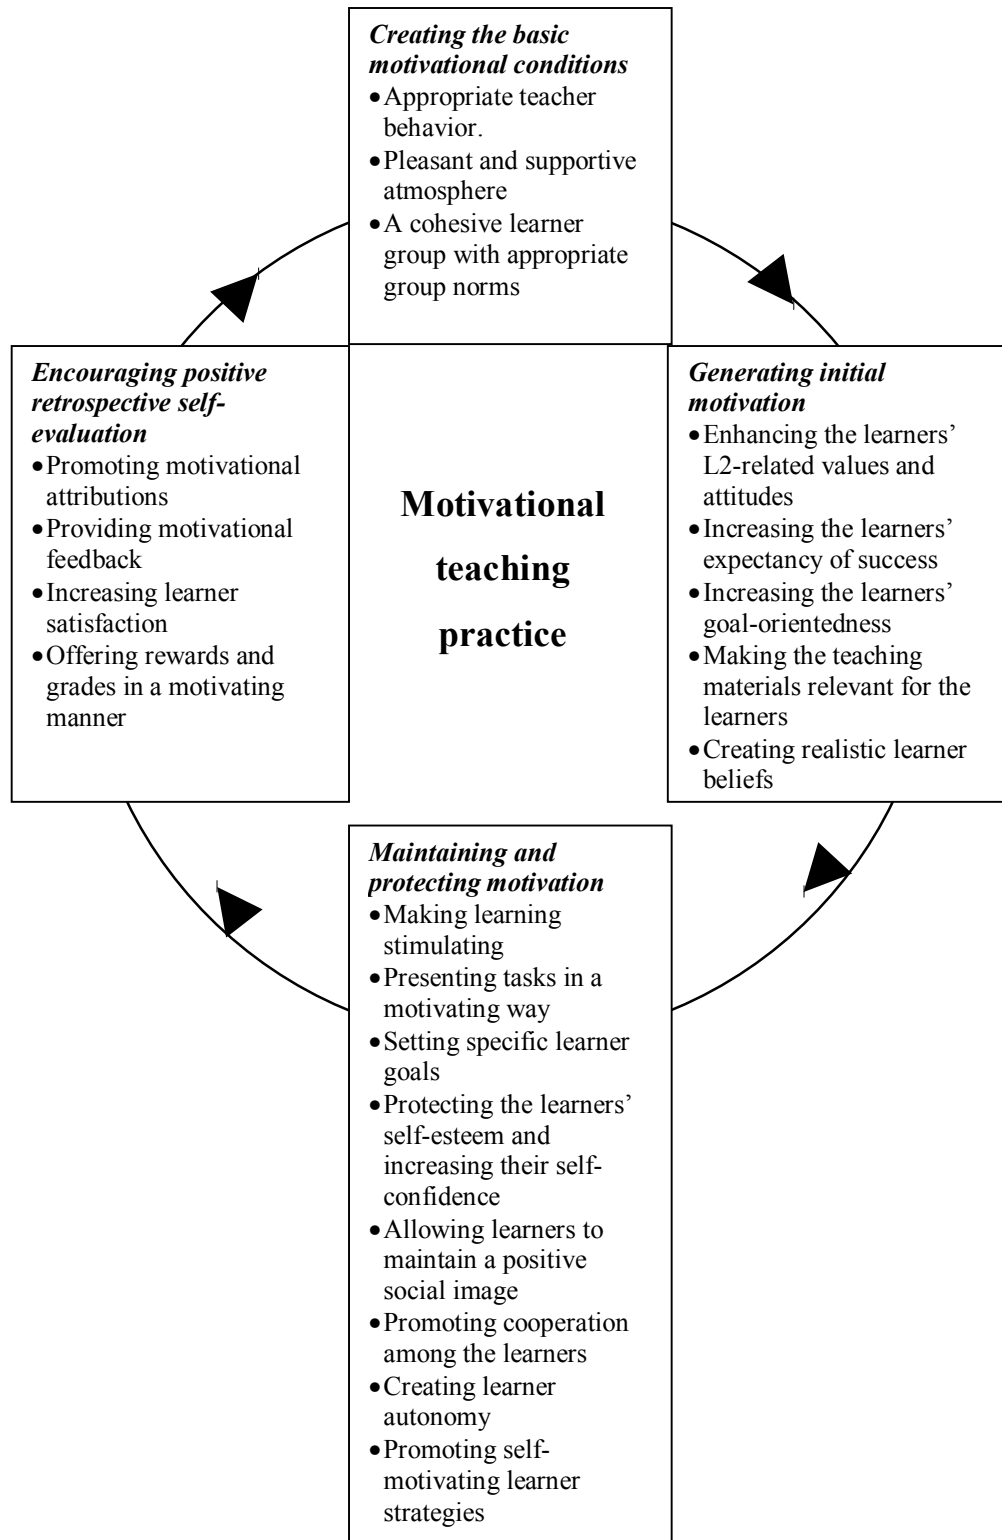 Creating the basic
motivational conditions
•Appropriate teacher
behavior.
•Pleasant and supportive
atmosphere
•A cohesive learner
group with appropriate
group norms
Encouraging positive
retrospective self-
evaluation
•Promoting motivational
attributions
•Providing motivational
feedback
•Increasing learner
satisfaction
•Offering rewards and
grades in a motivating
manner
Motivational
teaching
practice
Generating initial
motivation
•Enhancing the learners’
L2-related values and
attitudes
•Increasing the learners’
expectancy of success
•Increasing the learners’
goal-orientedness
•Making the teaching
materials relevant for the
learners
•Creating realistic learner
beliefs
Maintaining and
protecting motivation
•Making learning
stimulating
•Presenting tasks in a
motivating way
•Setting specific learner
goals
•Protecting the learners’
self-esteem and
increasing their self-
confidence
•Allowing learners to
maintain a positive
social image
•Promoting cooperation
among the learners
•Creating learner
autonomy
•Promoting self-
motivating learner
strategies